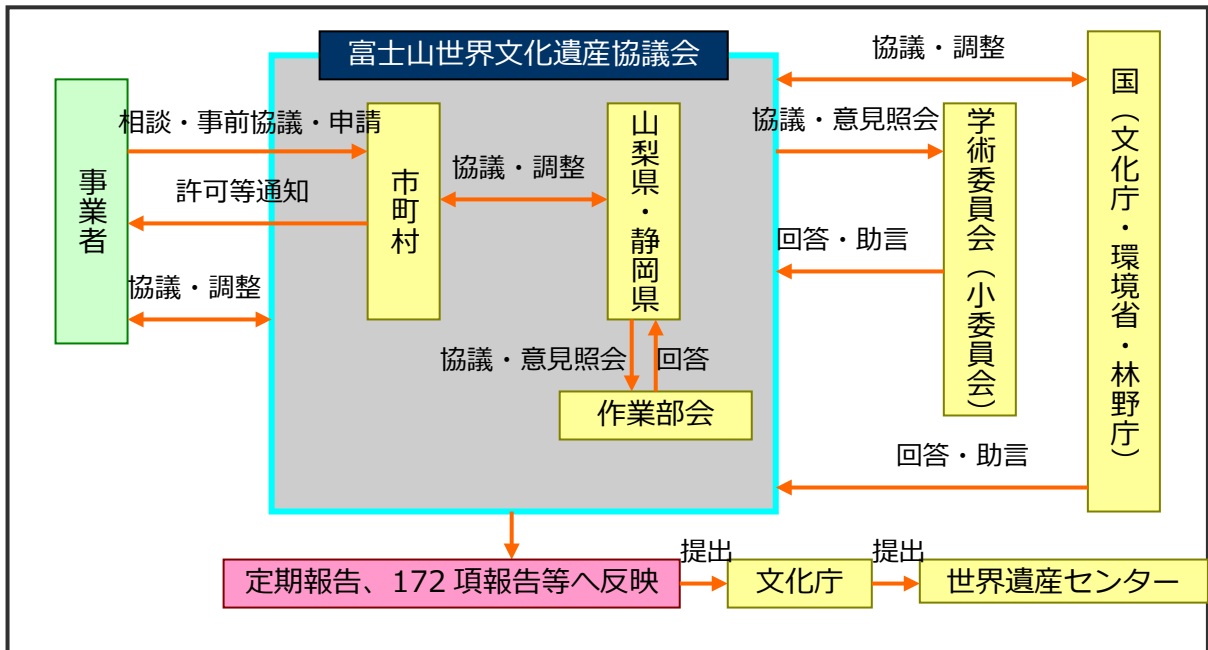 富士山世界文化遺産協議会
協議・調整
相談・事前協議・申請
協議・意見照会
事業者
市町村
山梨県・静岡県
学術委員会（小委員会）
国（文化庁・環境省・林野庁）
協議・調整
許可等通知
回答・助言
協議・調整
協議・意見照会
回答
作業部会
回答・助言
定期報告、172 項報告等へ反映
提出
文化庁
提出
世界遺産センター